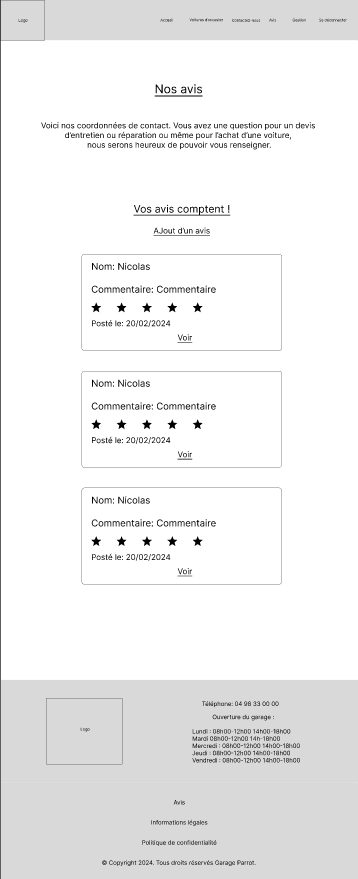 Logo
Accueil
Voitures d'occasion
Contactez-nous
Avis
Gestion
Se déconnecter
Nos avis
Voici nos coordonnées de contact. Vous avez une question pour un devis
d'entretien ou réparation ou même pour l'achat d'une voiture,
nous serons heureux de pouvoir vous renseigner.
Vos avis comptent !
AJout d'un avis
Nom: Nicolas
Commentaire: Commentaire
Posté le: 20/02/2024
Voir
Nom: Nicolas
Commentaire: Commentaire
Posté le: 20/02/2024
Voir
Nom: Nicolas
Commentaire: Commentaire
Posté le: 20/02/2024
Voir
Logo
Téléphone: 04 98 33 00 00
Ouverture du garage :
Lundi : 08h00-12h00 14h00-18h00
Mardi 08h00-12h00 14h-18h00
Mercredi : 08h00-12h00 14h00-18h00
Jeudi : 08h00-12h00 14h00-18h00
Vendredi : 08h00-12h00 14h00-18h00
Avis
Informations légales
Politique de confidentialité
© Copyright 2024. Tous droits réservés Garage Parrot.